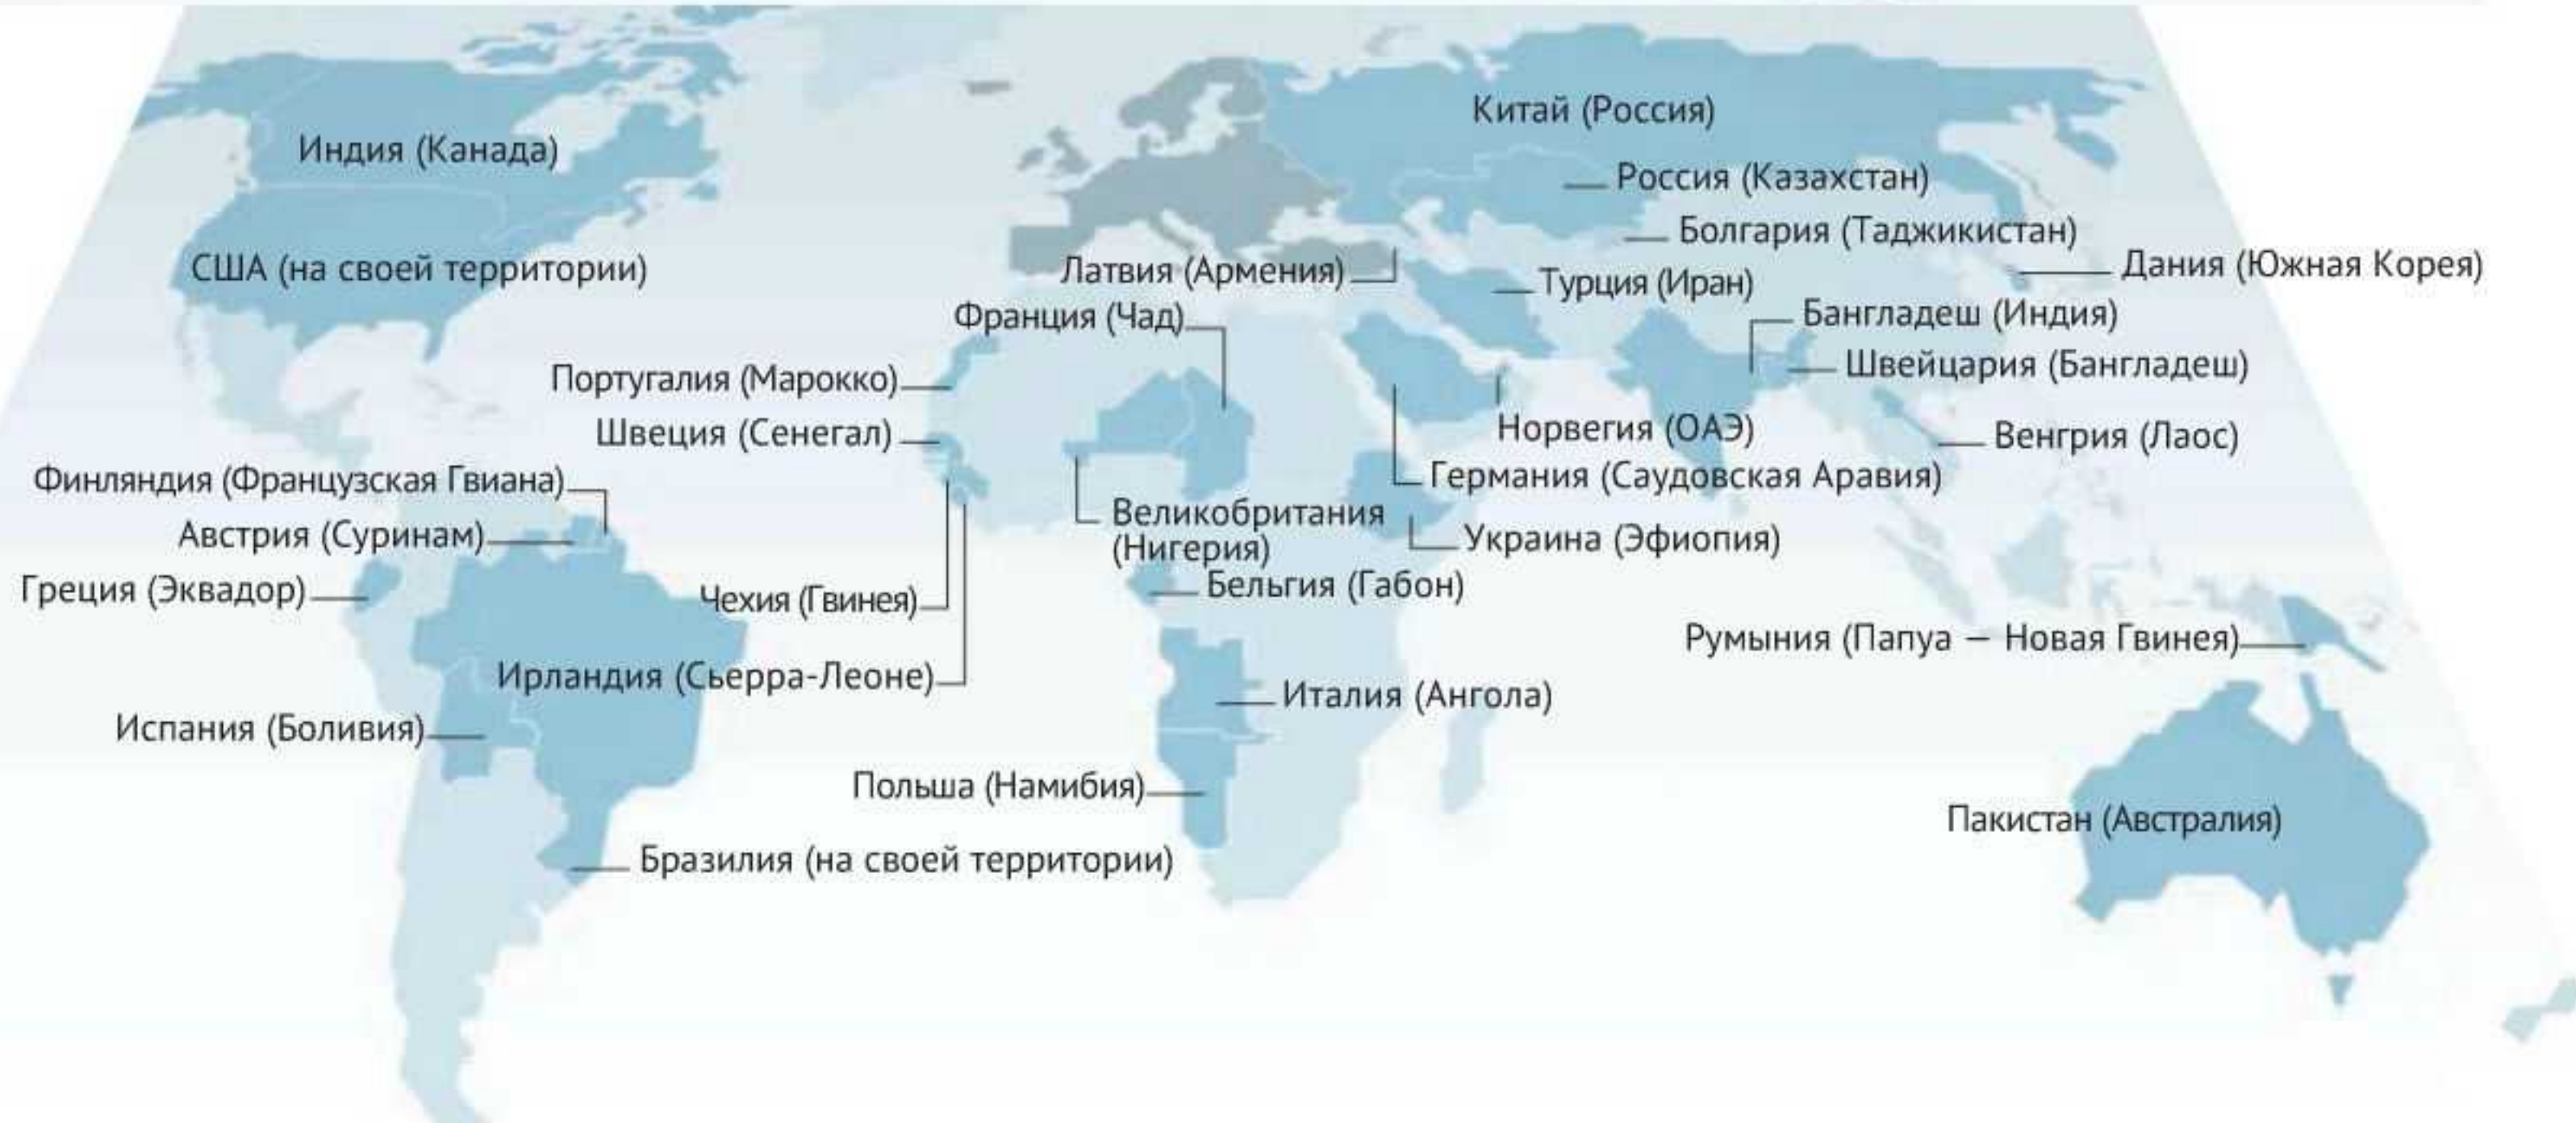 Китай (Россия)
Индия (Канада)
Россия (Казахстан)
Болгария (Таджикистан)
США (на своей территории)
Латвия (Армения)
Дания (Южная Корея)
Турция (Иран)
Франция (Чад)
Бангладеш (Индия)
Швейцария (Бангладеш)
Португалия (Марокко)
Норвегия (ОАЭ)
Швеция (Сенегал)
Венгрия (Лаос)
Финляндия (Французская Гвиана)
Германия (Саудовская Аравия)
Великобритания
(Нигерия)
Австрия (Суринам)
Украина (Эфиопия)
Греция (Эквадор)
Чехия (Гвинея)
Бельгия (Габон)
Румыния (Папуа — Новая Гвинея)
Ирландия (Сьерра-Леоне)
Италия (Ангола)
Испания (Боливия)
Польша (Намибия)
Пакистан (Австралия)
Бразилия (на своей территории)